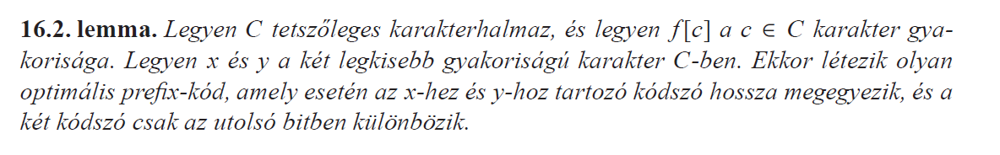 16.2. lemma. Legyen C tetszőleges karakterhalmaz, és legyen f[c] a c ∈ C karakter gya-
korisága. Legyen x és y a két legkisebb gyakoriságú karakter C-ben. Ekkor létezik olyan
optimális prefix-kód, amely esetén az x-hez és y-hoz tartozó kódszó hossza megegyezik, és a
két kódszó csak az utolsó bitben különbözik.